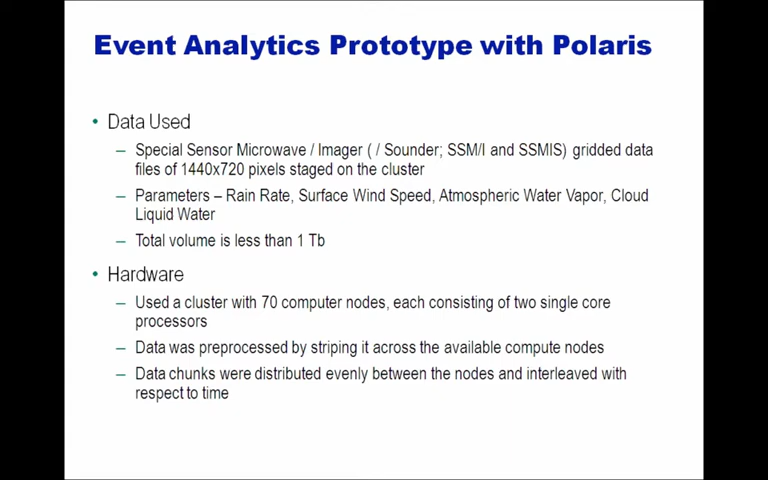 Event Analytics Prototype with Polaris
• Data Used
– Special Sensor Microwave / Imager ( / Sounder; SSM/I and SSMIS) gridded data
files of 1440x720 pixels staged on the cluster
– Parameters – Rain Rate, Surface Wind Speed, Atmospheric Water Vapor, Cloud
Liquid Water
– Total volume is less than 1 Tb
• Hardware
– Used a cluster with 70 computer nodes, each consisting of two single core
processors
– Data was preprocessed by striping it across the available compute nodes
– Data chunks were distributed evenly between the nodes and interleaved with
respect to time